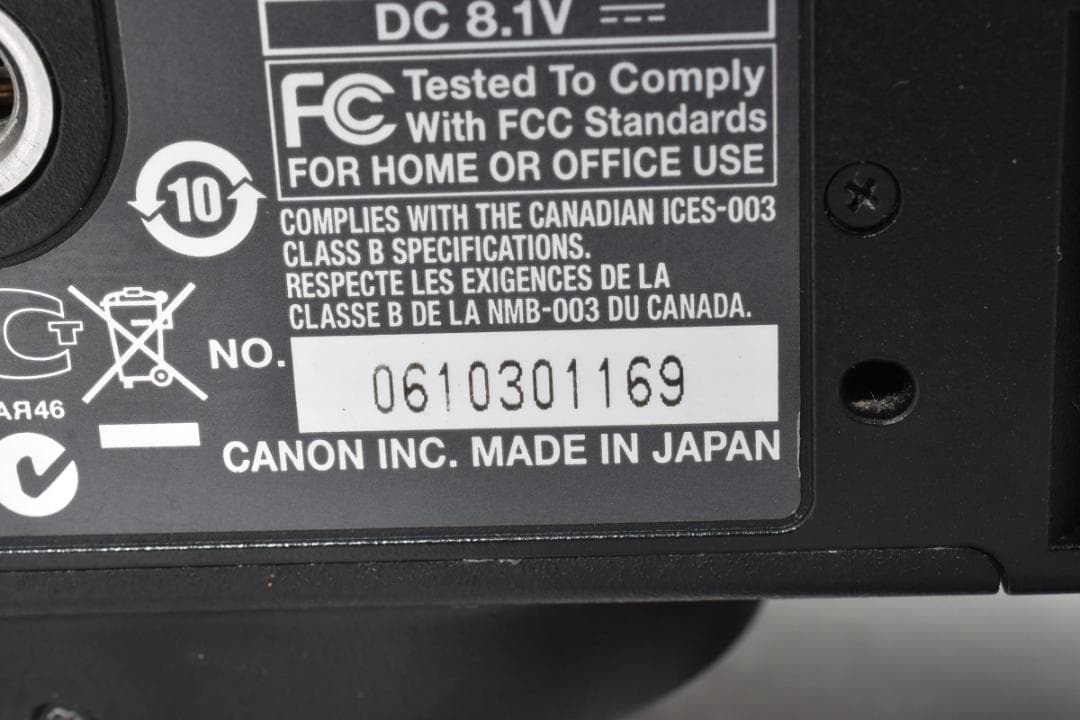 DC 8.1V
FC Tested To Comply
With FCC Standards
FOR HOME OR OFFICE USE
10
COMPLIES WITH THE CANADIAN ICES-003
CLASS B SPECIFICATIONS.
RESPECTE LES EXIGENCES DE LA
CLASSE B DE LA NMB-003 DU CANADA.
АЯ46
NO. 0610301169
CANON INC. MADE IN JAPAN